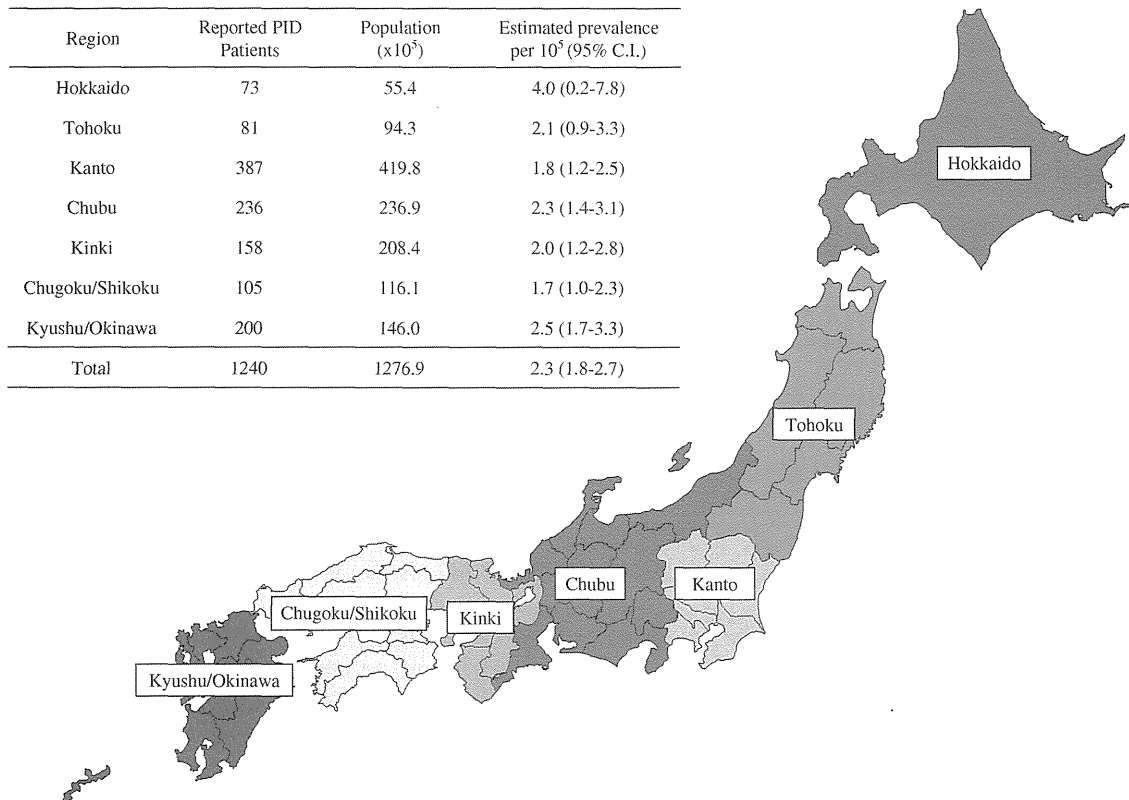 Region Reported PID Patients Population (x10⁵) Estimated prevalence per 10⁵ (95% C.I.)
Hokkaido 73 55.4 4.0 (0.2-7.8)
Tohoku 81 94.3 2.1 (0.9-3.3)
Kanto 387 419.8 1.8 (1.2-2.5)
Chubu 236 236.9 2.3 (1.4-3.1)
Kinki 158 208.4 2.0 (1.2-2.8)
Chugoku/Shikoku 105 116.1 1.7 (1.0-2.3)
Kyushu/Okinawa 200 146.0 2.5 (1.7-3.3)
Total 1240 1276.9 2.3 (1.8-2.7)
Hokkaido
Tohoku
Chubu
Kanto
Chugoku/Shikoku
Kinki
Kyushu/Okinawa